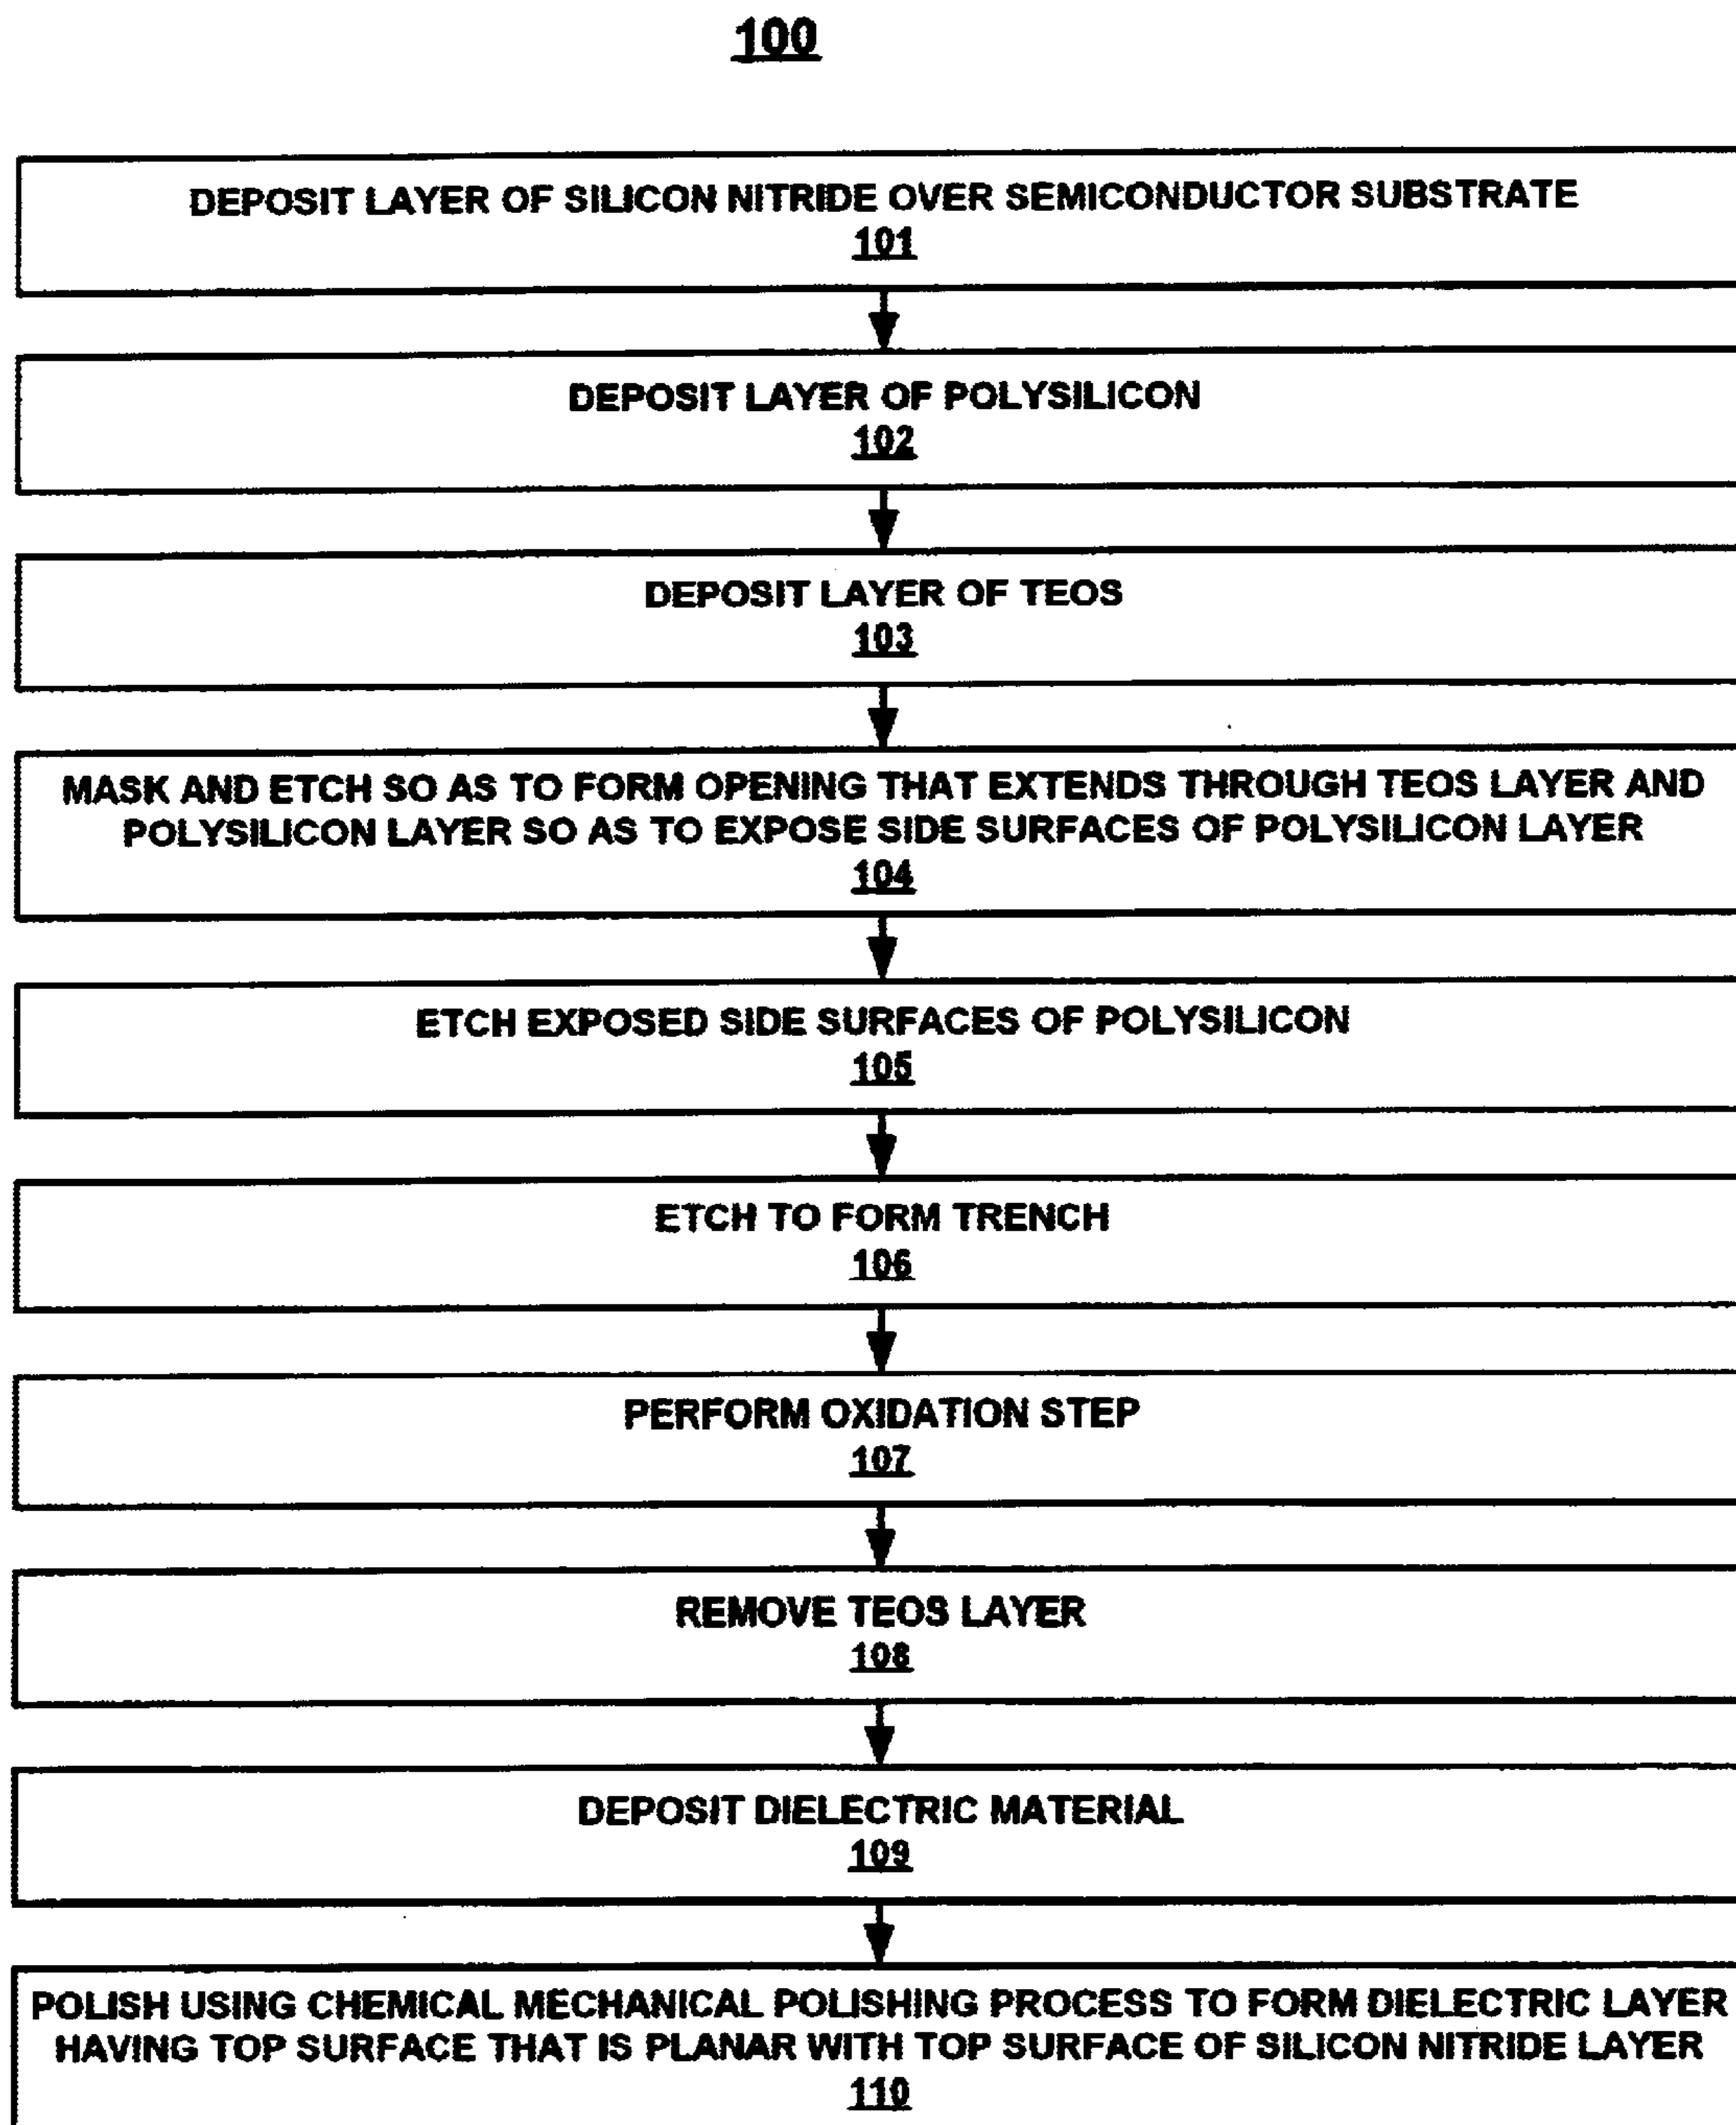 100
DEPOSIT LAYER OF SILICON NITRIDE OVER SEMICONDUCTOR SUBSTRATE
101
DEPOSIT LAYER OF POLYSILICON
102
DEPOSIT LAYER OF TEOS
103
MASK AND ETCH SO AS TO FORM OPENING THAT EXTENDS THROUGH TEOS LAYER AND
POLYSILICON LAYER SO AS TO EXPOSE SIDE SURFACES OF POLYSILICON LAYER
104
ETCH EXPOSED SIDE SURFACES OF POLYSILICON
105
ETCH TO FORM TRENCH
106
PERFORM OXIDATION STEP
107
REMOVE TEOS LAYER
108
DEPOSIT DIELECTRIC MATERIAL
109
POLISH USING CHEMICAL MECHANICAL POLISHING PROCESS TO FORM DIELECTRIC LAYER
HAVING TOP SURFACE THAT IS PLANAR WITH TOP SURFACE OF SILICON NITRIDE LAYER
110